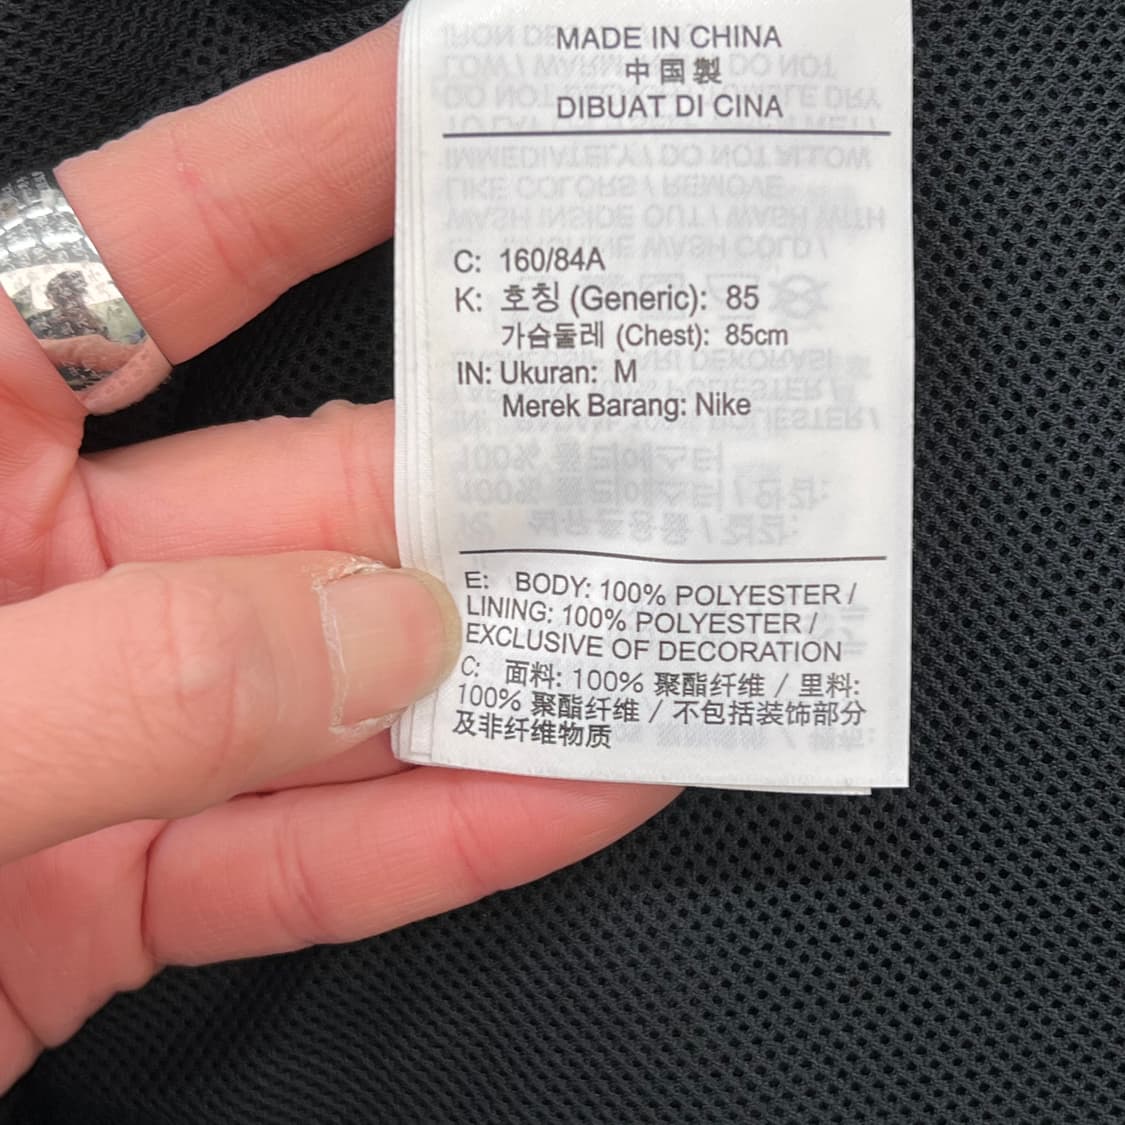 MADE IN CHINA
中国製
DIBUAT DI CINA
C: 160/84A
K: 호칭 (Generic): 85
가슴둘레 (Chest): 85cm
IN: Ukuran: M
Merek Barang: Nike
E: BODY: 100% POLYESTER /
LINING: 100% POLYESTER /
EXCLUSIVE OF DECORATION
C: 面料: 100% 聚酯纤维 / 里料:
100% 聚酯纤维 / 不包括装饰部分
及非纤维物质